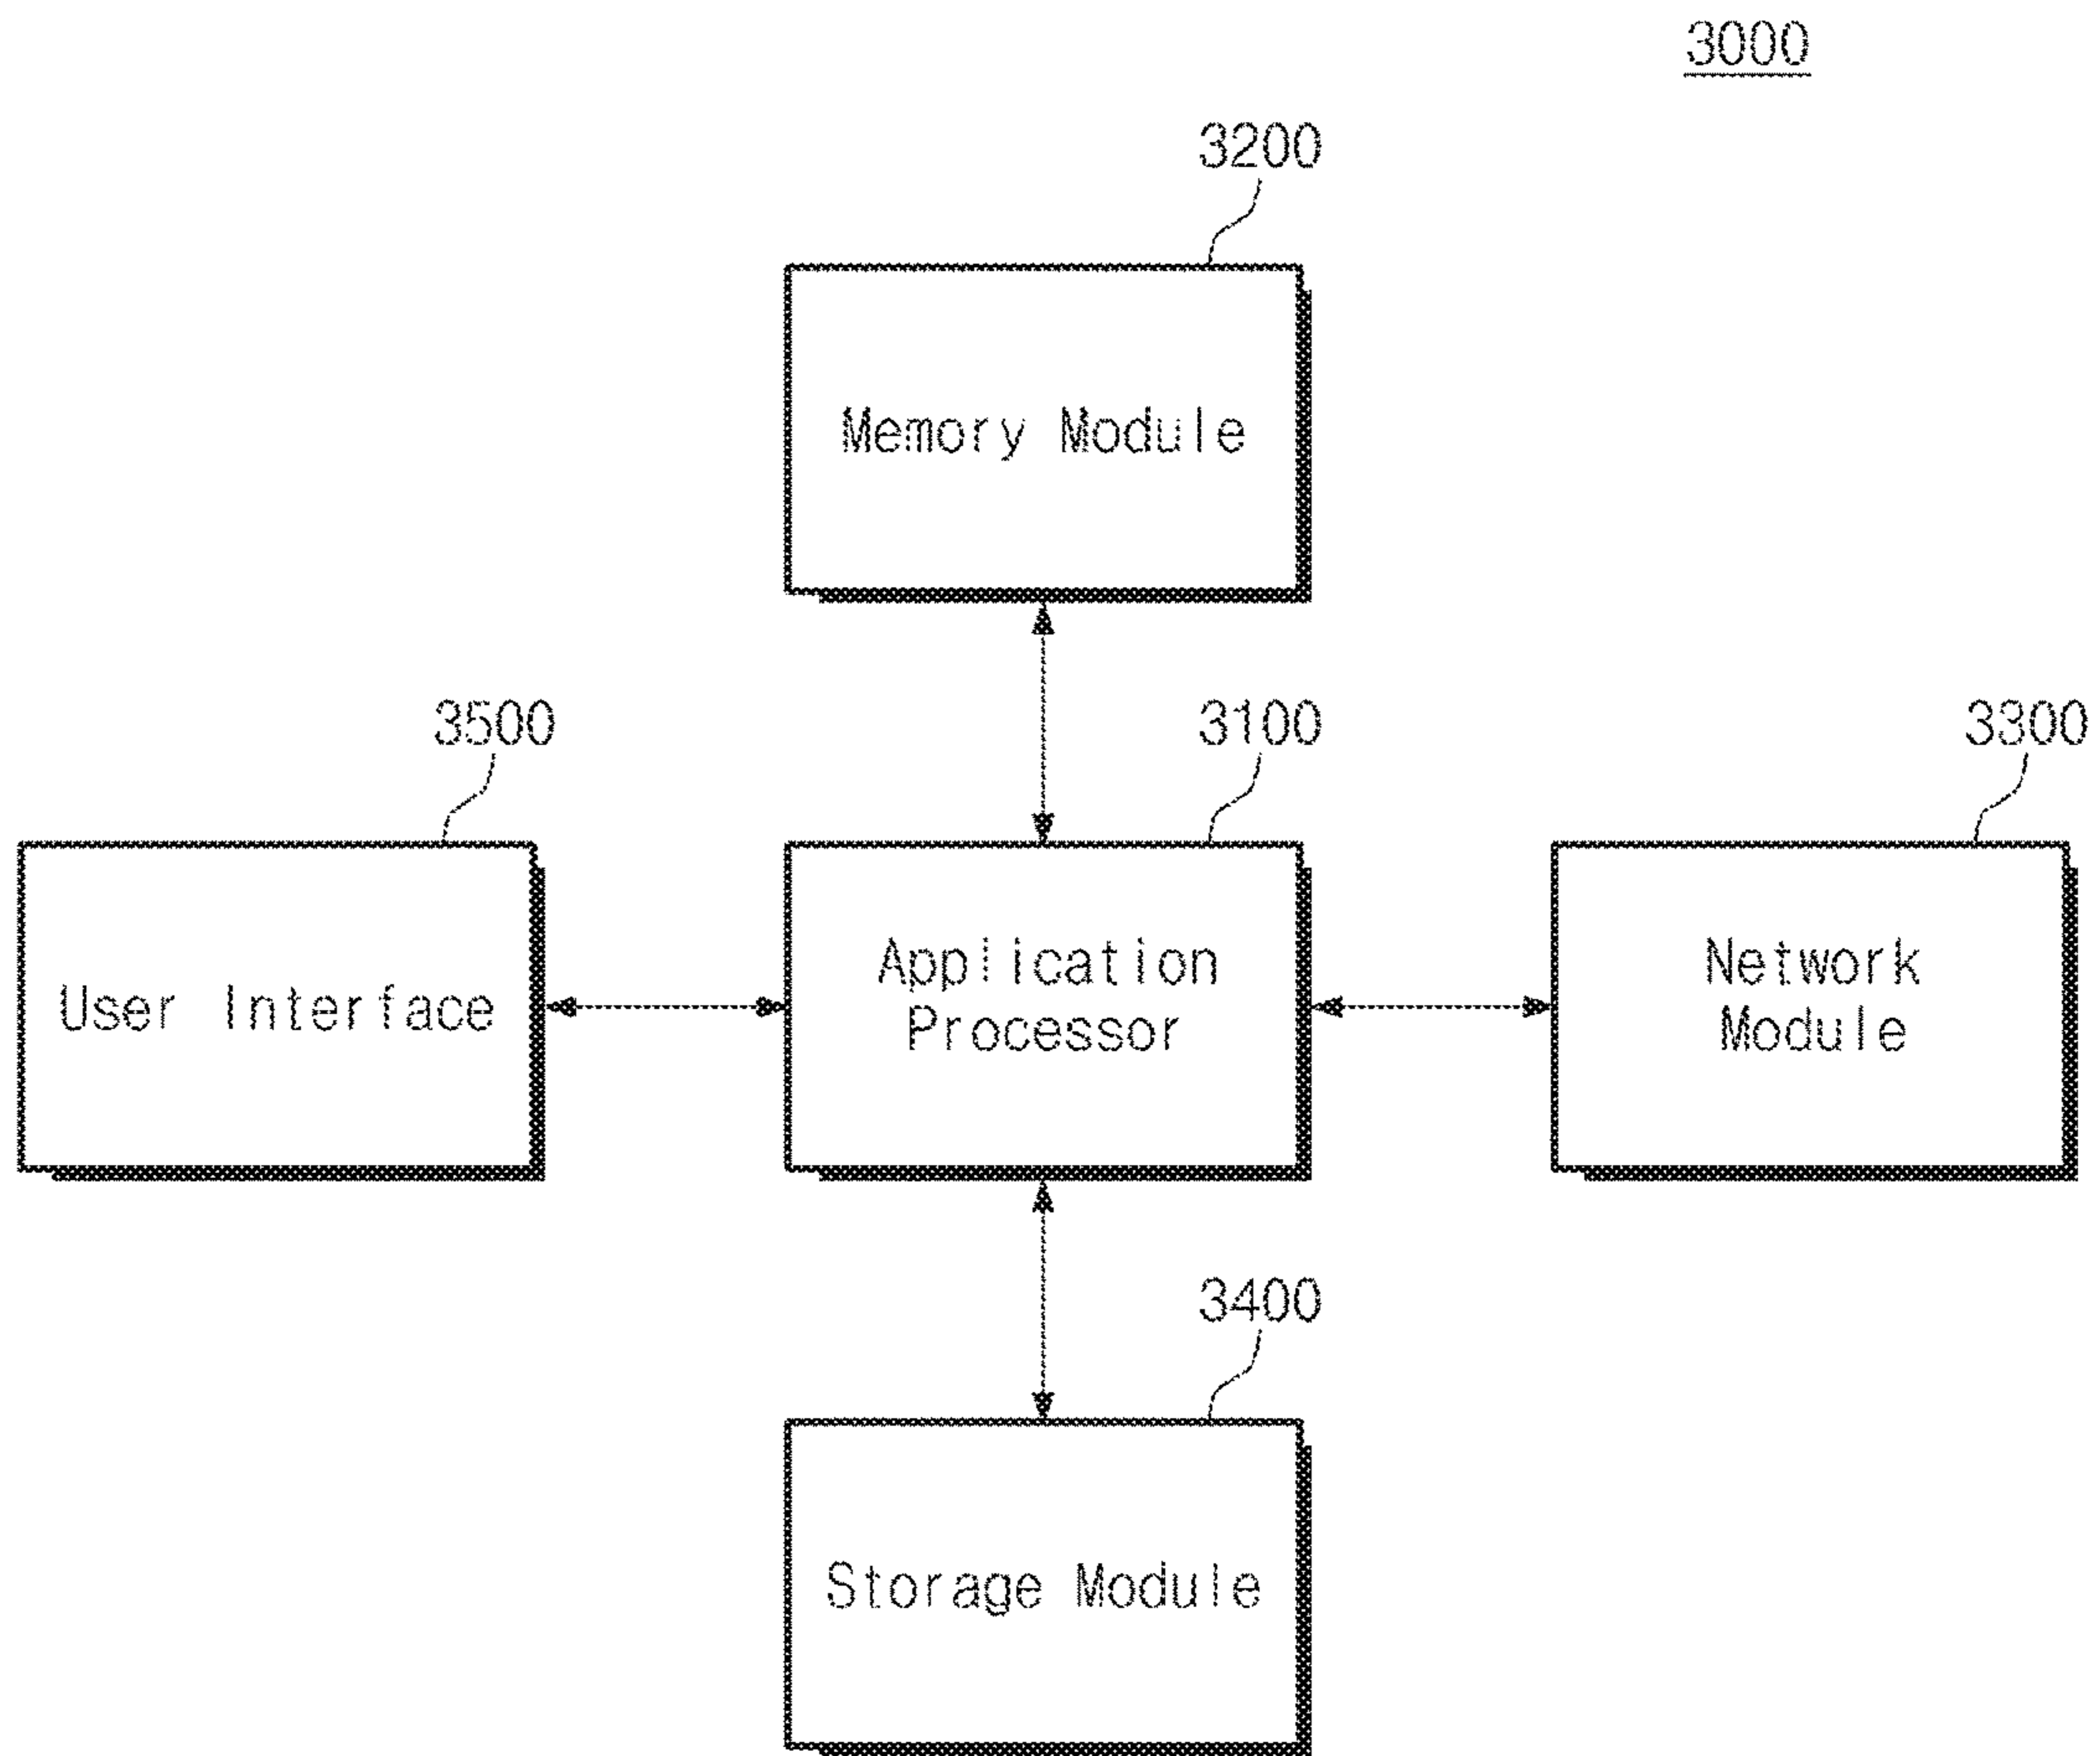 3000
3200
Memory Module
3500
3100
3300
User Interface
Application
Processor
Network
Module
3400
Storage Module